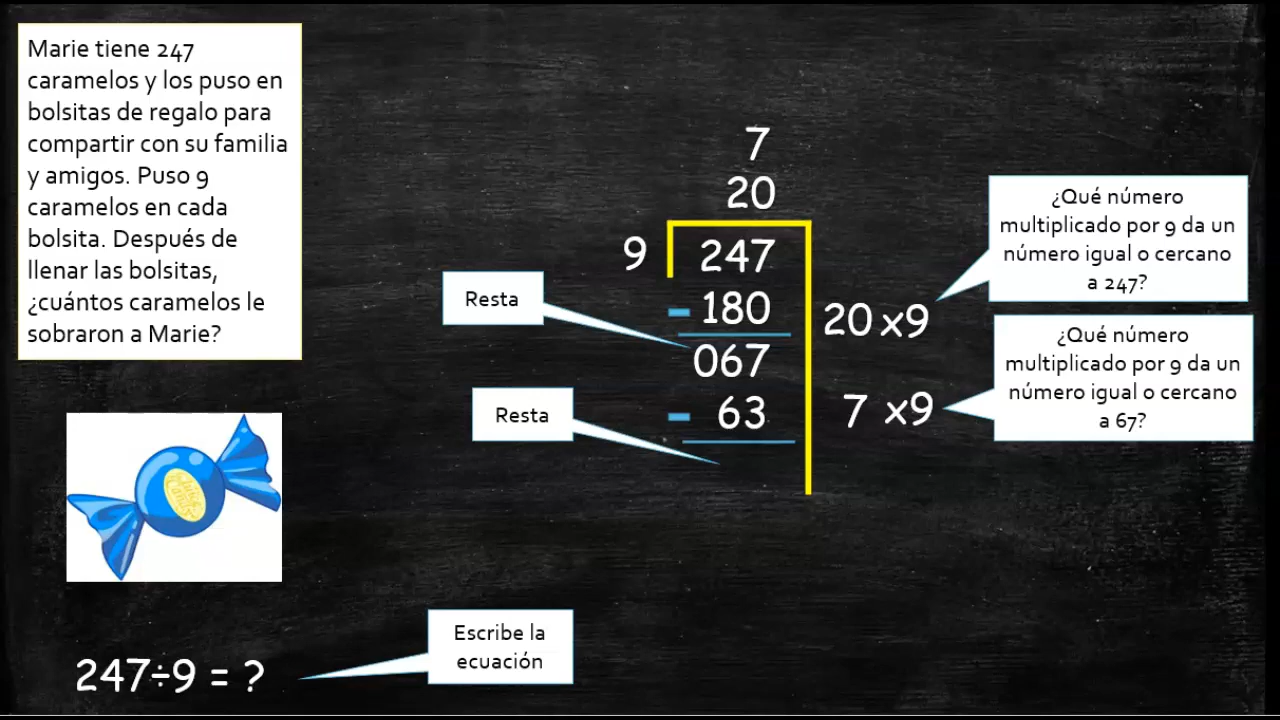 Marie tiene 247
caramelos y los puso en
bolsitas de regalo para
compartir con su familia
y amigos. Puso 9
caramelos en cada
bolsita. Después de
llenar las bolsitas,
¿cuántos caramelos le
sobraron a Marie?
7
20
9 247
- 180 20 x9
Resta
067
- 63 7 x9
Resta
¿Qué número
multiplicado por 9 da un
número igual o cercano
a 247?
¿Qué número
multiplicado por 9 da un
número igual o cercano
a 67?
Escribe la
ecuación
247÷9 = ?